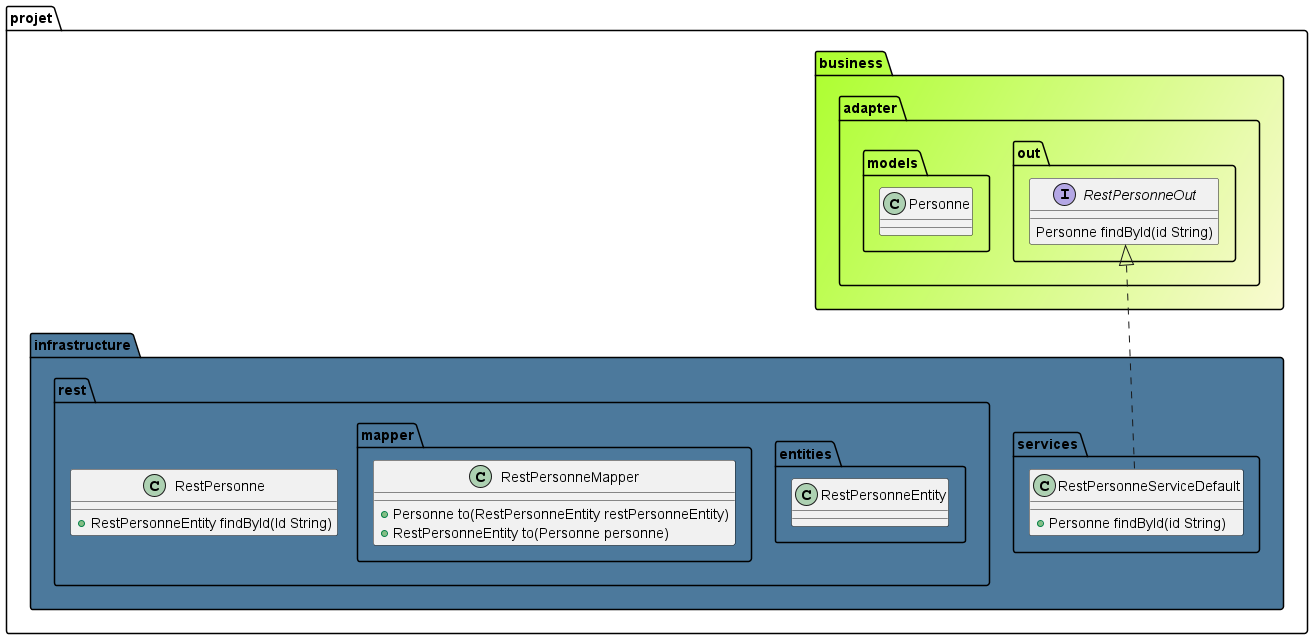 projet
business
adapter
models
out
C Personne
I RestPersonneOut
Personne findById(id String)
infrastructure
rest
mapper
entities
services
C RestPersonne
RestPersonneEntity findById(Id String)
C RestPersonneMapper
Personne to(RestPersonneEntity restPersonneEntity)
RestPersonneEntity to(Personne personne)
C RestPersonneEntity
C RestPersonneServiceDefault
Personne findById(id String)